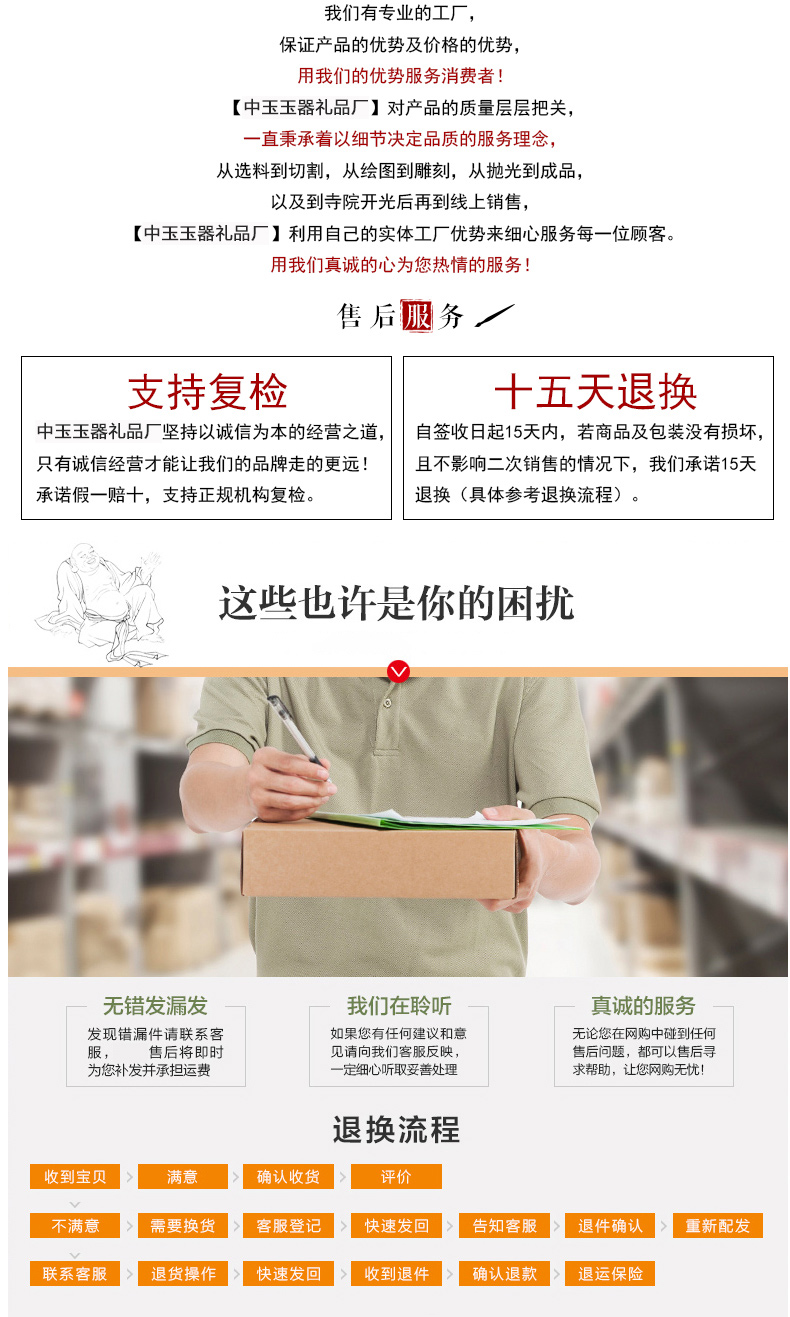 我们有专业的工厂，
保证产品的优势及价格的优势，
用我们的优势服务消费者！
【中玉玉器礼品厂】对产品的质量层层把关，
一直秉承着以细节决定品质的服务理念，
从选料到切割，从绘图到雕刻，从抛光到成品，
以及到寺院开光后再到线上销售，
【中玉玉器礼品厂】利用自己的实体工厂优势来细心服务每一位顾客。
用我们真诚的心为您热情的服务！
售后服务
支持复检
中玉玉器礼品厂坚持以诚信为本的经营之道，
只有诚信经营才能让我们的品牌走的更远！
承诺假一赔十，支持正规机构复检。
十五天退换
自签收日起15天内，若商品及包装没有损坏，
且不影响二次销售的情况下，我们承诺15天
退换（具体参考退换流程）。
这些也许是你的困扰
无错发漏发
发现错漏件请联系客
服， 售后将即时
为您补发并承担运费
我们在聆听
如果您有任何建议和意
见请向我们客服反映，
一定细心听取妥善处理
真诚的服务
无论您在网购中碰到任何
售后问题，都可以售后寻
求帮助，让您网购无忧！
退换流程
收到宝贝 满意 确认收货 评价
不满意 需要换货 客服登记 快速发回 告知客服 退件确认 重新配发
联系客服 退货操作 快速发回 收到退件 确认退款 退运保险